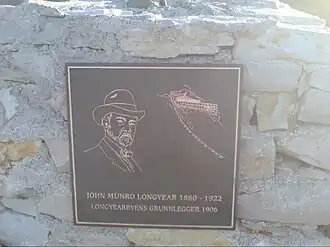 JOHN MUNRO LONGYEAR 1850 - 1922
LONGYEARBYENS GRUNNLEGGER 1906